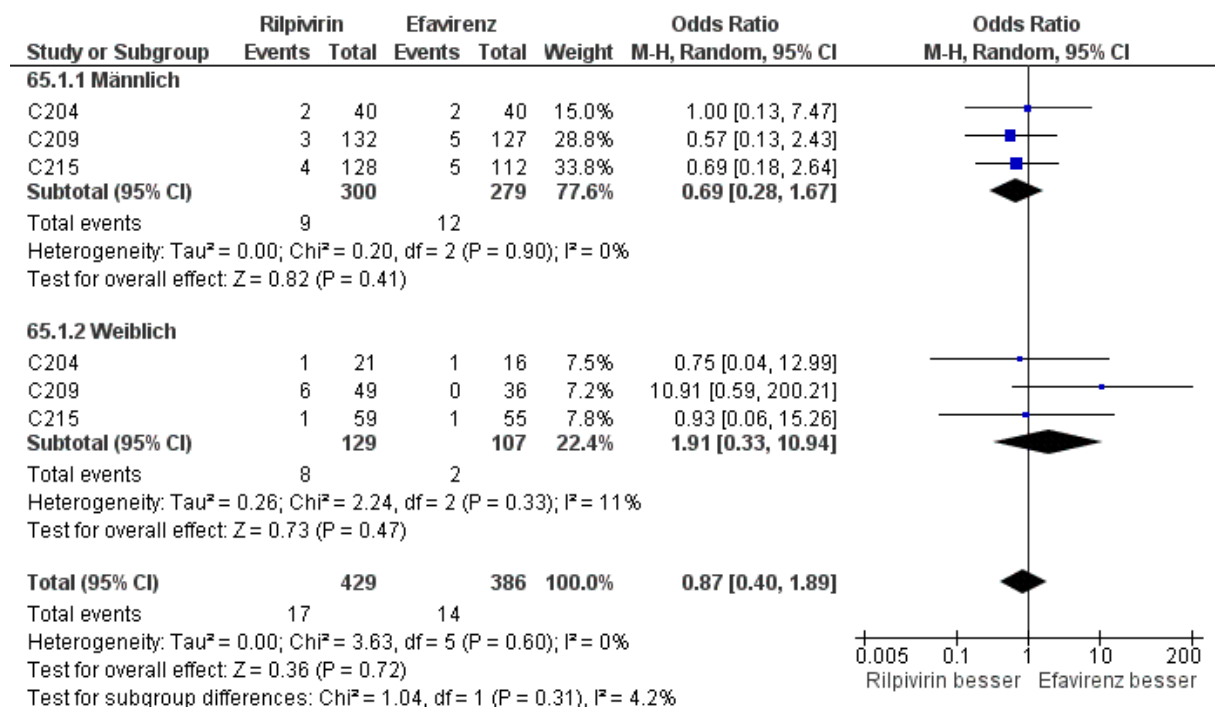 Rilpivirin Efavirenz Odds Ratio Odds Ratio
Study or Subgroup Events Total Events Total Weight M-H, Random, 95% CI M-H, Random, 95% CI
65.1.1 Männlich
C204 2 40 2 40 15.0% 1.00 [0.13, 7.47]
C209 3 132 5 127 28.8% 0.57 [0.13, 2.43]
C215 4 128 5 112 33.8% 0.69 [0.18, 2.64]
Subtotal (95% CI) 300 279 77.6% 0.69 [0.28, 1.67]
Total events 9 12
Heterogeneity: Tau² = 0.00; Chi² = 0.20, df = 2 (P = 0.90); I² = 0%
Test for overall effect: Z = 0.82 (P = 0.41)
65.1.2 Weiblich
C204 1 21 1 16 7.5% 0.75 [0.04, 12.99]
C209 6 49 0 36 7.2% 10.91 [0.59, 200.21]
C215 1 59 1 55 7.8% 0.93 [0.06, 15.26]
Subtotal (95% CI) 129 107 22.4% 1.91 [0.33, 10.94]
Total events 8 2
Heterogeneity: Tau² = 0.26; Chi² = 2.24, df = 2 (P = 0.33); I² = 11%
Test for overall effect: Z = 0.73 (P = 0.47)
Total (95% CI) 429 386 100.0% 0.87 [0.40, 1.89]
Total events 17 14
Heterogeneity: Tau² = 0.00; Chi² = 3.63, df = 5 (P = 0.60); I² = 0%
Test for overall effect: Z = 0.36 (P = 0.72)
Test for subgroup differences: Chi² = 1.04, df = 1 (P = 0.31), I² = 4.2%
0.005 0.1 1 10 200
Rilpivirin besser Efavirenz besser